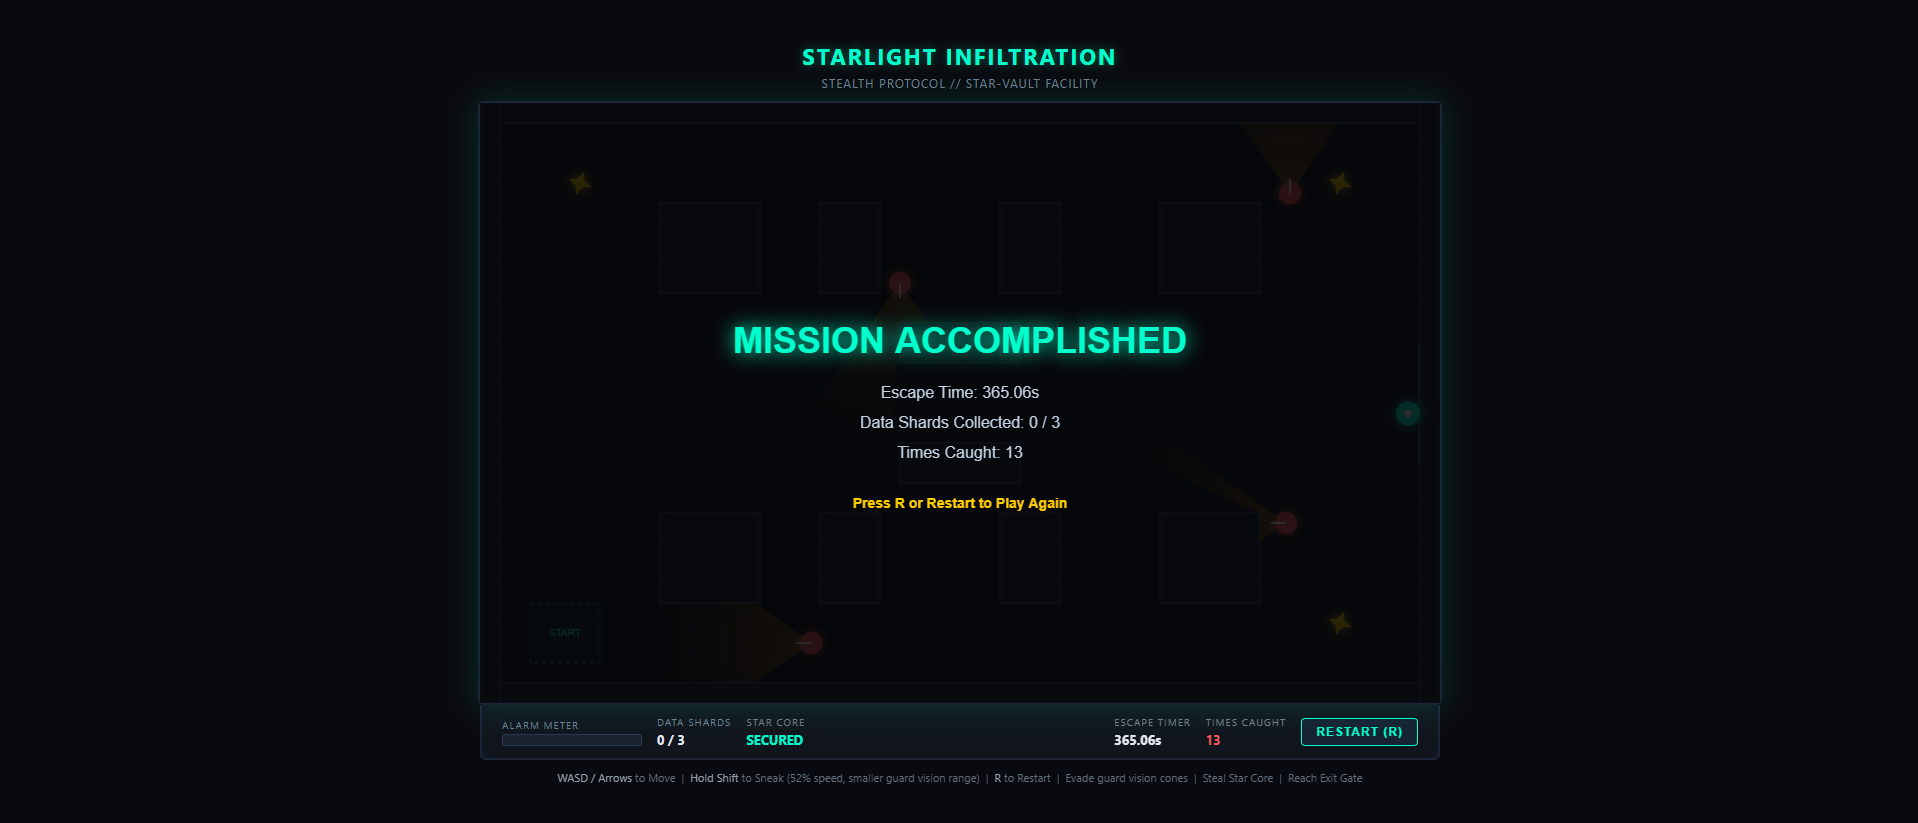 STARLIGHT INFILTRATION
STEALTH PROTOCOL // STAR-VAULT FACILITY
MISSION ACCOMPLISHED
Escape Time: 365.06s
Data Shards Collected: 0 / 3
Times Caught: 13
Press R or Restart to Play Again
START
ALARM METER
DATA SHARDS
0 / 3
STAR CORE
SECURED
ESCAPE TIMER
365.06s
TIMES CAUGHT
13
RESTART (R)
WASD / Arrows to Move | Hold Shift to Sneak (52% speed, smaller guard vision range) | R to Restart | Evade guard vision cones | Steal Star Core | Reach Exit Gate